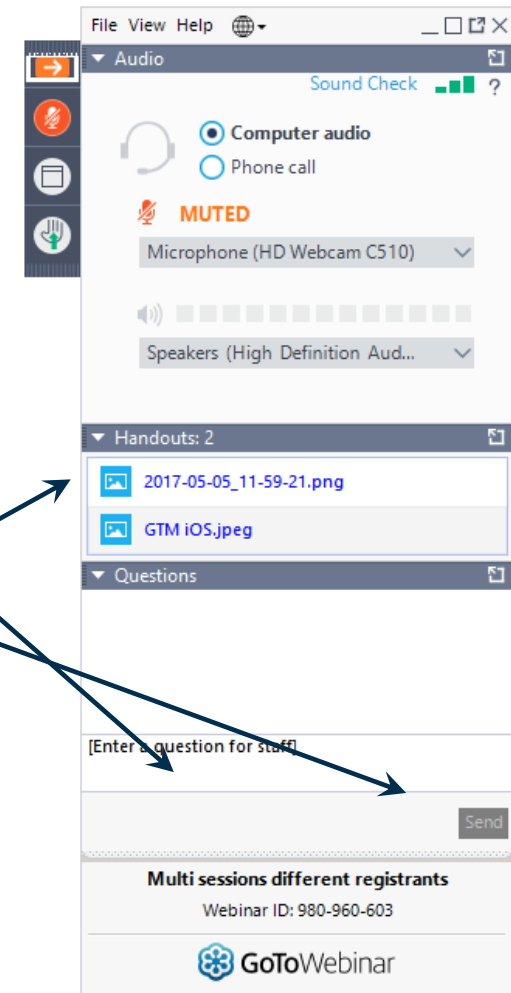 File View Help
Audio
Sound Check ?
Computer audio
Phone call
MUTED
Microphone (HD Webcam C510)
Speakers (High Definition Aud...
Handouts: 2
2017-05-05_11-59-21.png
GTM iOS.jpeg
Questions
[Enter a question for staff]
Send
Multi sessions different registrants
Webinar ID: 980-960-603
GoToWebinar